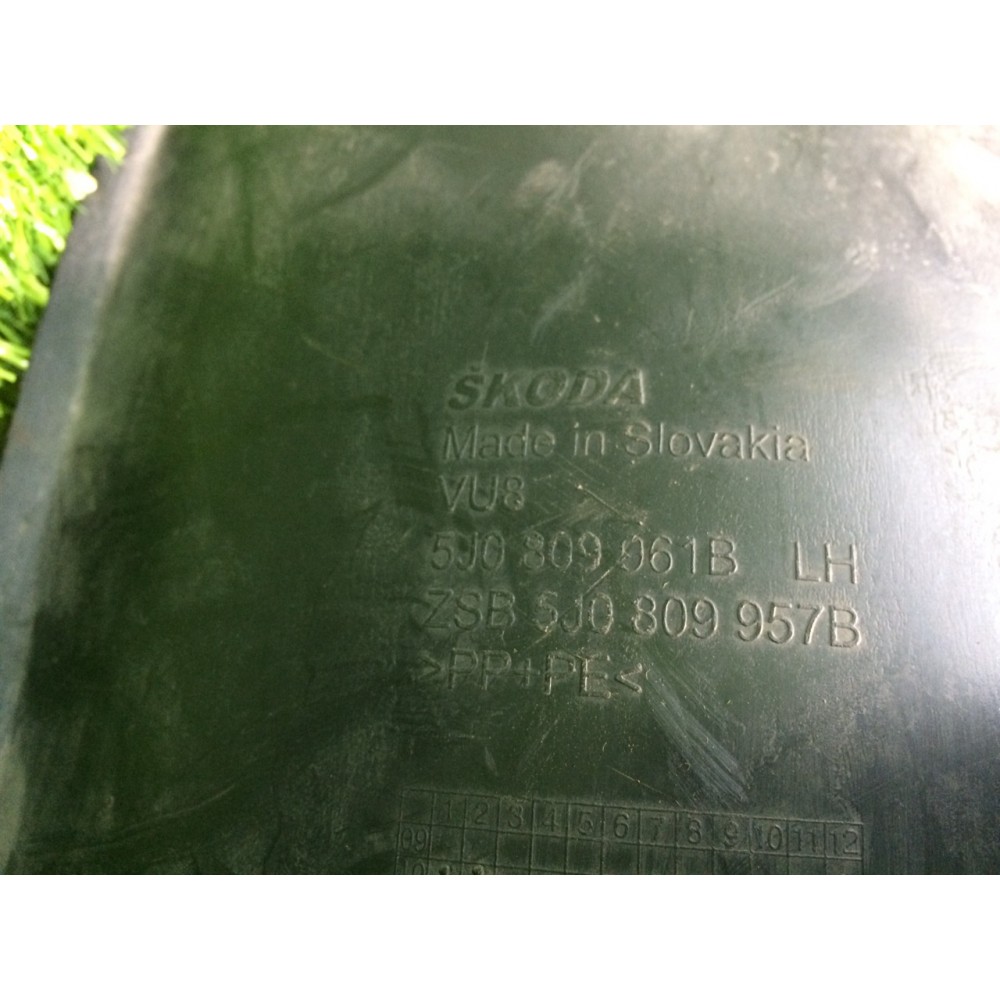 ŠKODA
Made in Slovakia
VU8
5J0 809 961B LH
ZSB 5J0 809 957B
>PP+PE<
1 2 3 4 5 6 7 8 9 10 11 12
09